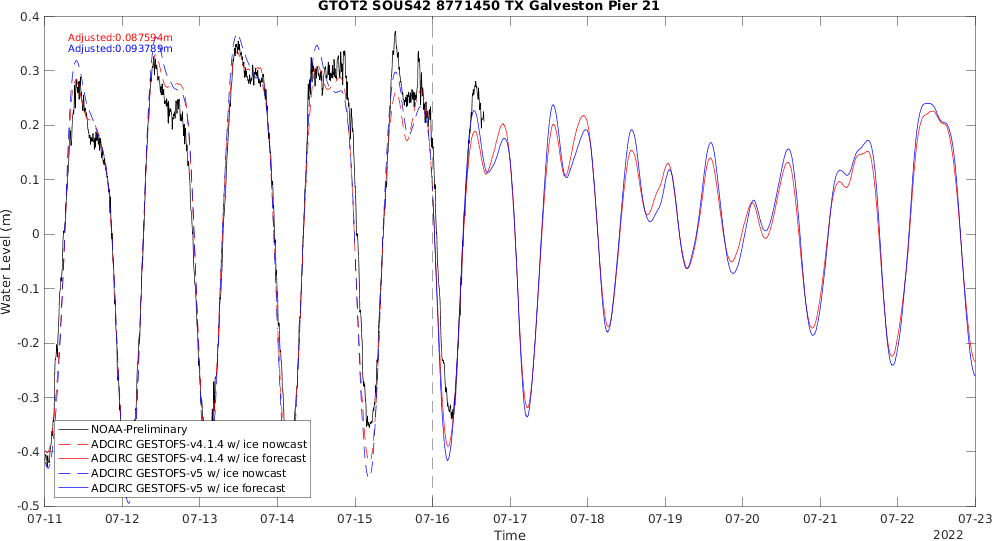 GTOT2 SOUS42 8771450 TX Galveston Pier 21
Adjusted:0.087594m
Adjusted:0.093789m
0.4
0.3
0.2
0.1
0
-0.1
-0.2
-0.3
-0.4
-0.5
Water Level (m)
NOAA-Preliminary
ADCIRC GESTOFS-v4.1.4 w/ ice nowcast
ADCIRC GESTOFS-v4.1.4 w/ ice forecast
ADCIRC GESTOFS-v5 w/ ice nowcast
ADCIRC GESTOFS-v5 w/ ice forecast
07-11 07-12 07-13 07-14 07-15 07-16 07-17 07-18 07-19 07-20 07-21 07-22 07-23
Time
2022